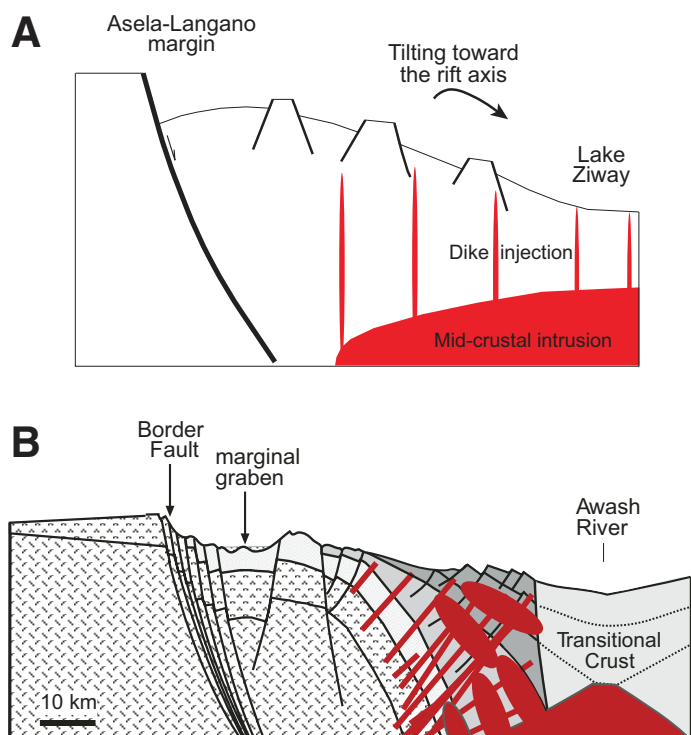 A
Asela-Langano
margin
Tilting toward
the rift axis
Lake
Ziway
Dike injection
Mid-crustal intrusion
B
Border
Fault
marginal
graben
Awash
River
Transitional
Crust
10 km